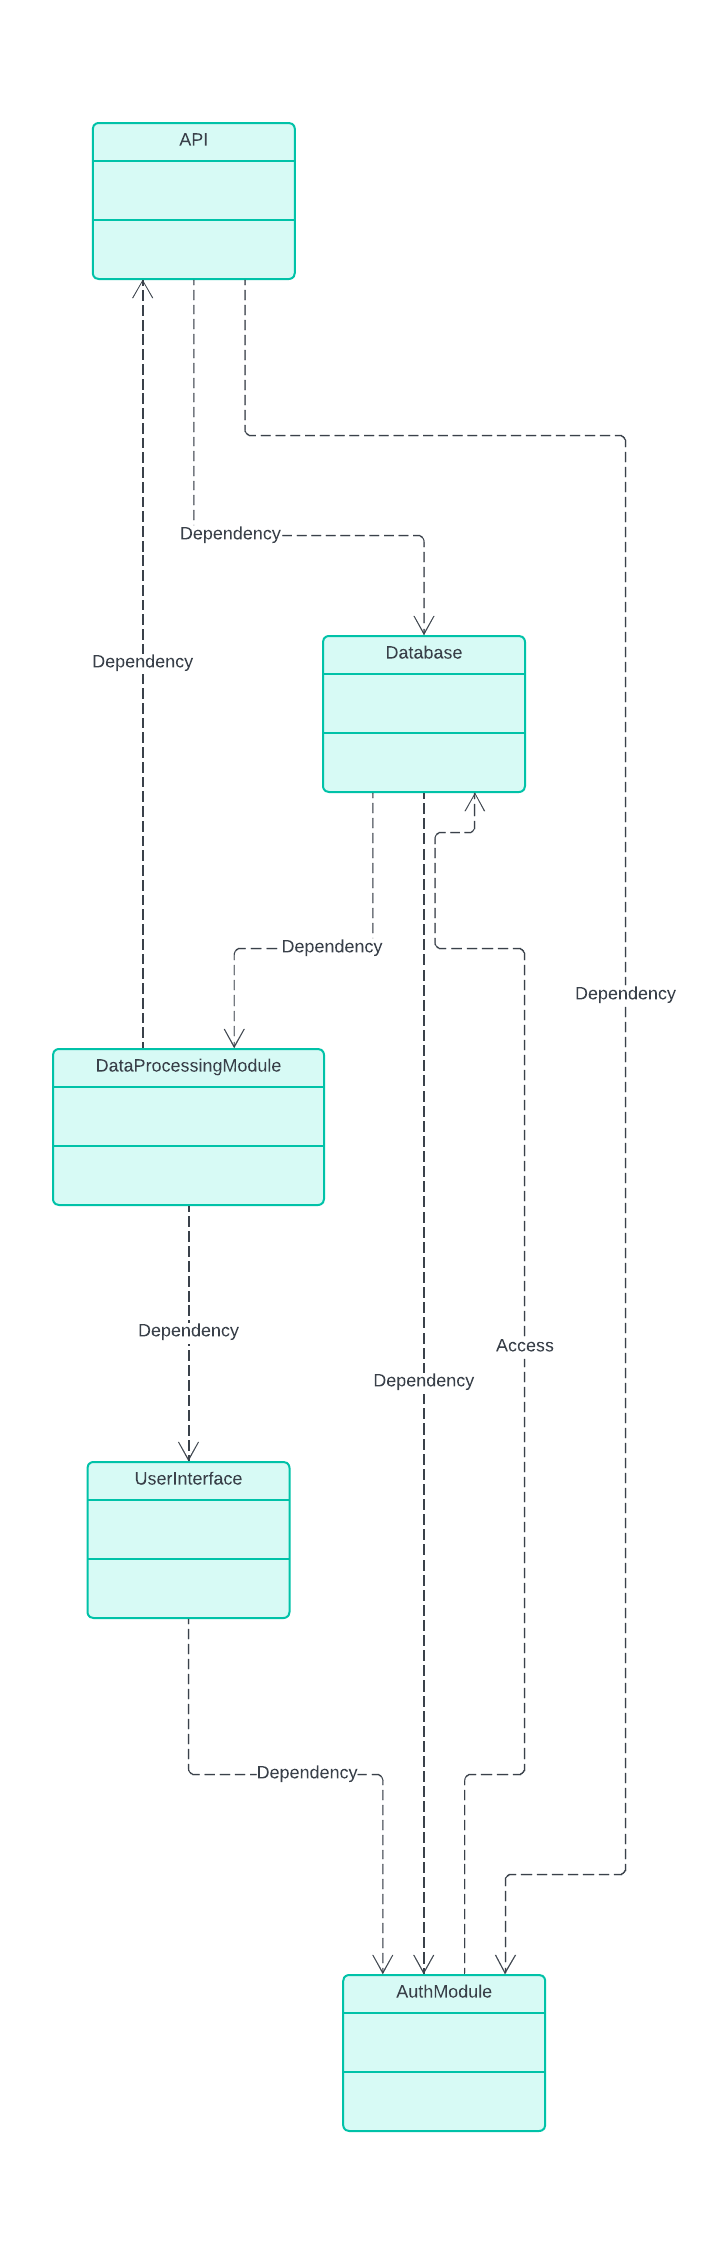 API
Dependency
Database
Dependency
Dependency
Dependency
DataProcessingModule
Dependency
Access
Dependency
UserInterface
Dependency
AuthModule